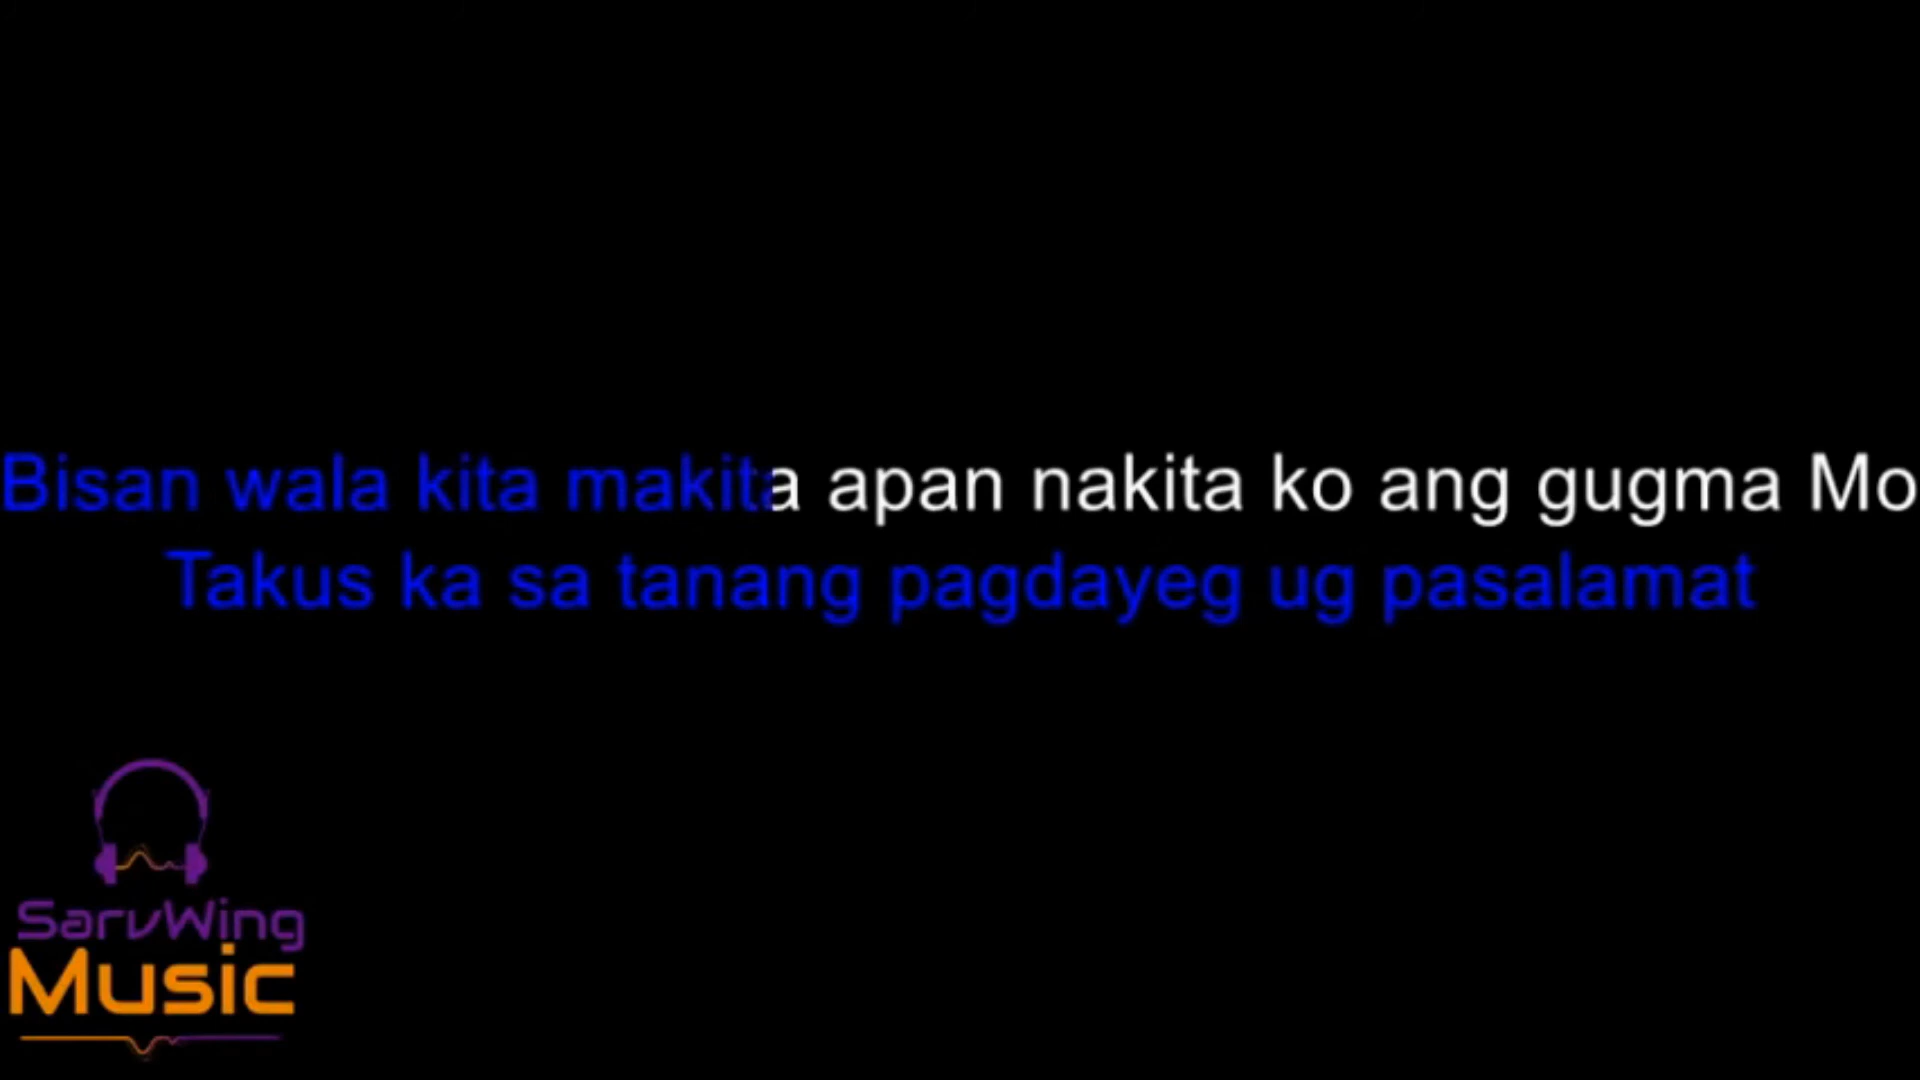 Bisan wala kita makita apan nakita ko ang gugma Mo
Takus ka sa tanang pagdayeg ug pasalamat
SarvWing
Music